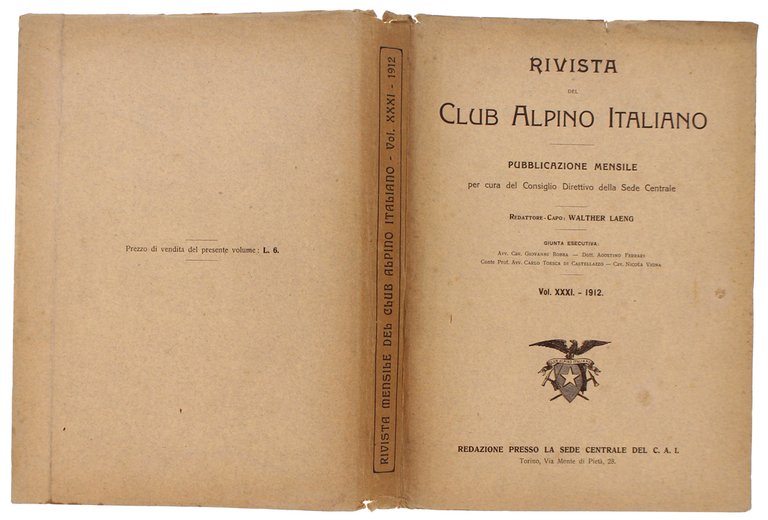 Prezzo di vendita del presente volume: L. 6.
RIVISTA MENSILE DEL CLUB ALPINO ITALIANO - Vol. XXXI - 1912
RIVISTA
DEL
CLUB ALPINO ITALIANO
PUBBLICAZIONE MENSILE
per cura del Consiglio Direttivo della Sede Centrale
REDATTORE-CAPO: WALTHER LAENG
GIUNTA ESECUTIVA:
AVV. CAV. GIOVANNI BOBBA — DOTT. AGOSTINO FERRARI
CONTE PROF. AVV. CARLO TOESCA DI CASTELLAZZO — CAV. NICOLA VIGNA
Vol. XXXI. - 1912.
CLUB ALPINO ITALIANO
REDAZIONE PRESSO LA SEDE CENTRALE DEL C. A. I.
Torino, Via Monte di Pietà, 28.